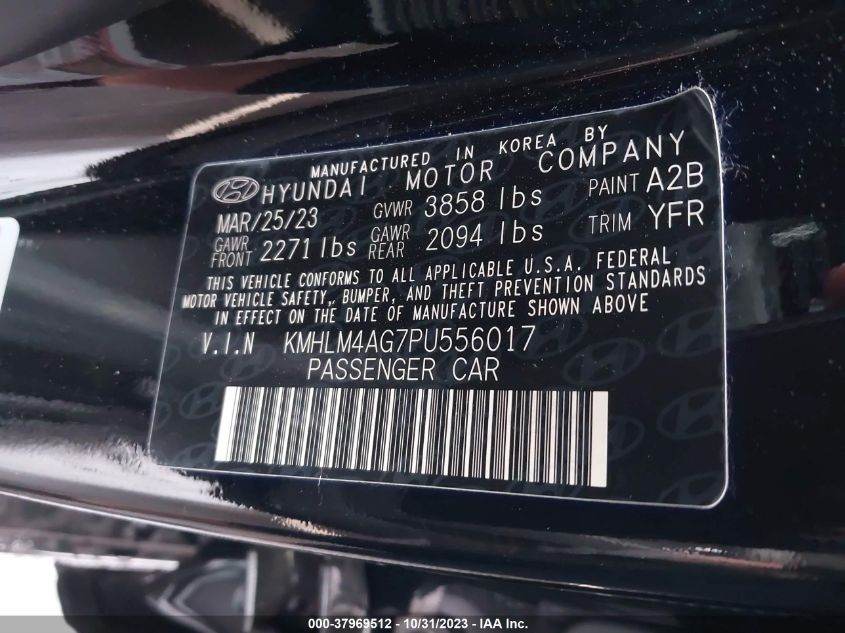 MANUFACTURED IN KOREA BY
HYUNDAI MOTOR COMPANY
MAR/25/23 GVWR 3858 lbs PAINT A2B
GAWR FRONT 2271 lbs GAWR REAR 2094 lbs TRIM YFR
THIS VEHICLE CONFORMS TO ALL APPLICABLE U.S.A. FEDERAL
MOTOR VEHICLE SAFETY, BUMPER, AND THEFT PREVENTION STANDARDS
IN EFFECT ON THE DATE OF MANUFACTURE SHOWN ABOVE
V.I.N KMHLM4AG7PU556017
PASSENGER CAR
000-37969512 - 10/31/2023 - IAA Inc.